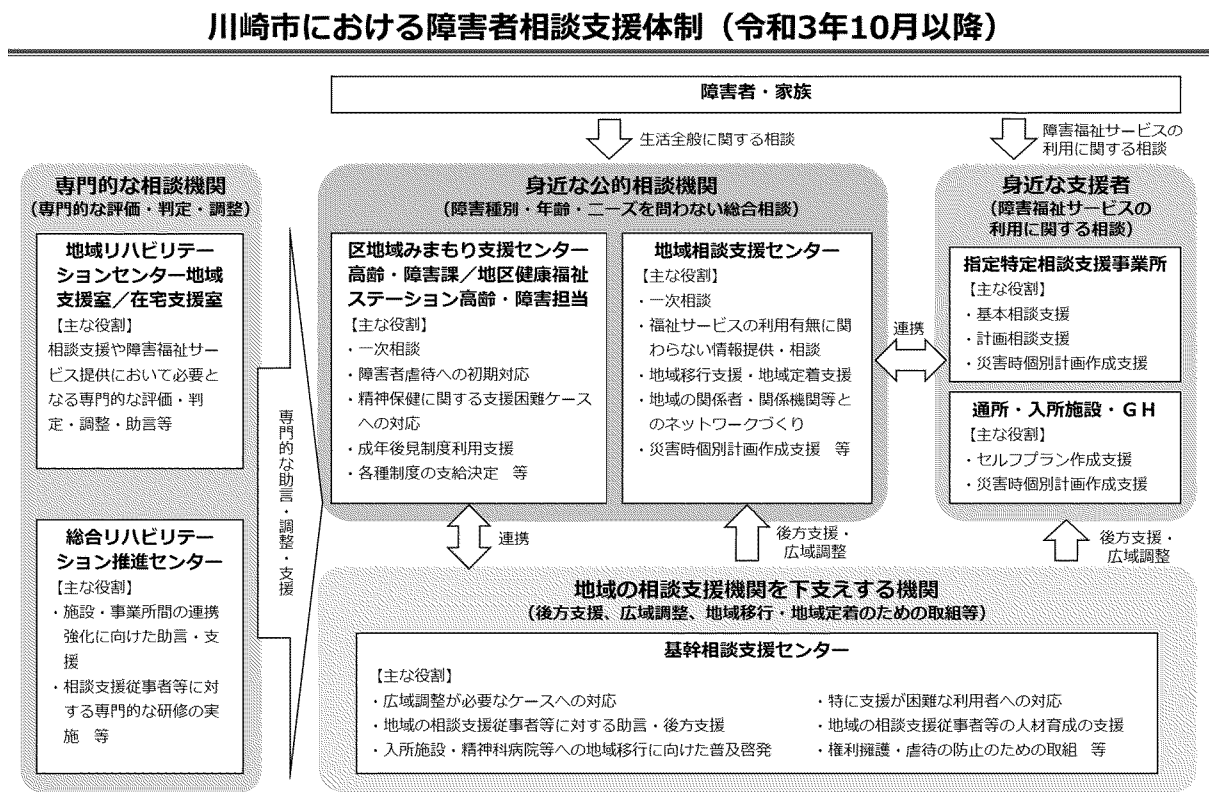 川崎市における障害者相談支援体制（令和3年10月以降）
障害者・家族
生活全般に関する相談
障害福祉サービスの
利用に関する相談
専門的な相談機関
（専門的な評価・判定・調整）
地域リハビリテー
ションセンター地域
支援室／在宅支援室
【主な役割】
相談支援や障害福祉サー
ビス提供において必要と
なる専門的な評価・判
定・調整・助言等
総合リハビリテー
ション推進センター
【主な役割】
・施設・事業所間の連携
強化に向けた助言・支
援
・相談支援従事者等に対
する専門的な研修の実
施　等
専門的な助言・調整・支援
身近な公的相談機関
（障害種別・年齢・ニーズを問わない総合相談）
区地域みまもり支援センター
高齢・障害課／地区健康福祉
ステーション高齢・障害担当
【主な役割】
・一次相談
・障害者虐待への初期対応
・精神保健に関する支援困難ケース
への対応
・成年後見制度利用支援
・各種制度の支給決定　等
地域相談支援センター
【主な役割】
・一次相談
・福祉サービスの利用有無に関
わらない情報提供・相談
・地域移行支援・地域定着支援
・地域の関係者・関係機関等と
のネットワークづくり
・災害時個別計画作成支援　等
連携
身近な支援者
（障害福祉サービスの
利用に関する相談）
指定特定相談支援事業所
【主な役割】
・基本相談支援
・計画相談支援
・災害時個別計画作成支援
通所・入所施設・ＧＨ
【主な役割】
・セルフプラン作成支援
・災害時個別計画作成支援
連携
後方支援・
広域調整
後方支援・
広域調整
地域の相談支援機関を下支えする機関
（後方支援、広域調整、地域移行・地域定着のための取組等）
基幹相談支援センター
【主な役割】
・広域調整が必要なケースへの対応
・地域の相談支援従事者等に対する助言・後方支援
・入所施設・精神科病院等への地域移行に向けた普及啓発
・特に支援が困難な利用者への対応
・地域の相談支援従事者等の人材育成の支援
・権利擁護・虐待の防止のための取組　等